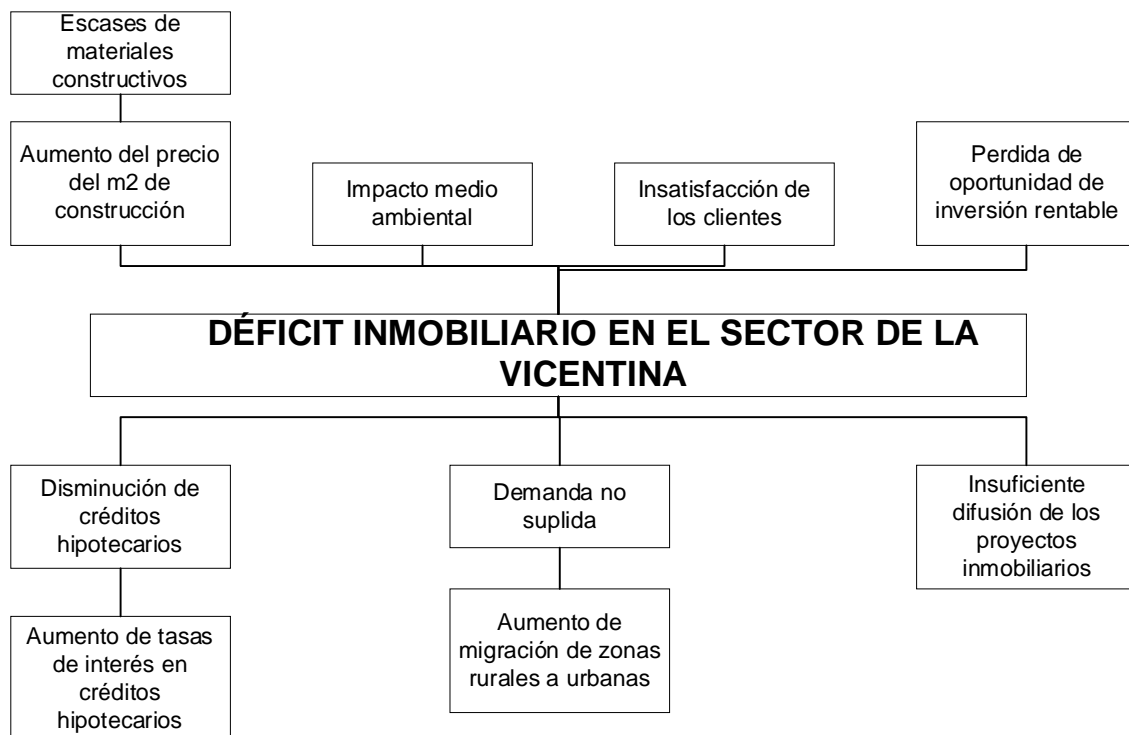 Escases de
materiales
constructivos
Aumento del precio
del m2 de
construcción
Impacto medio
ambiental
Insatisfacción de
los clientes
Perdida de
oportunidad de
inversión rentable
DÉFICIT INMOBILIARIO EN EL SECTOR DE LA
VICENTINA
Disminución de
créditos
hipotecarios
Demanda no
suplida
Insuficiente
difusión de los
proyectos
inmobiliarios
Aumento de tasas
de interés en
créditos
hipotecarios
Aumento de
migración de zonas
rurales a urbanas